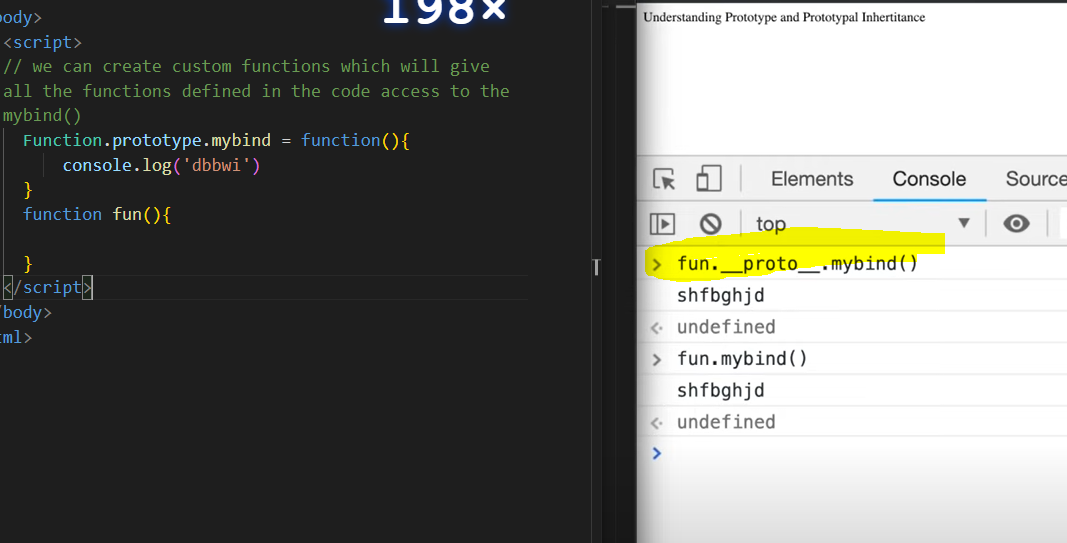 198×
ody>
<script>
// we can create custom functions which will give
all the functions defined in the code access to the
mybind()
Function.prototype.mybind = function(){
console.log('dbbwi')
}
function fun(){
}
</script>
/body>
ml>
Understanding Prototype and Prototypal Inhertitance
Elements Console Source
top
> fun.__proto__.mybind()
shfbghjd
undefined
> fun.mybind()
shfbghjd
undefined
>